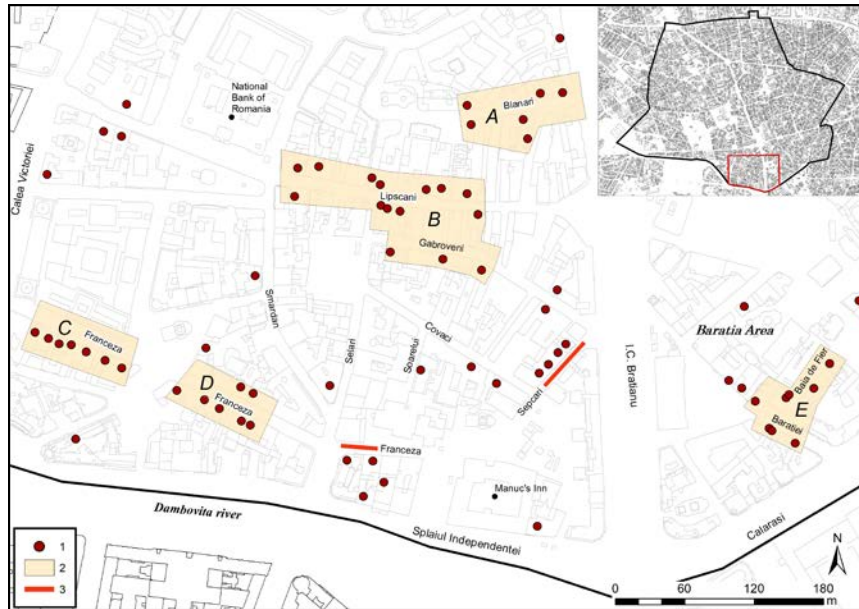 National
Bank of
Romania
A
Blanari
Calea Victoriei
Lipscani
B
Gabroveni
Smardan
Covaci
Selari
Soarelui
I.C. Bratianu
Baratia Area
C
Franceza
D
Franceza
Sepcari
Baia de Fier
E
Baratiei
Franceza
Manuc's Inn
Dambovita river
Splaiul Independentei
Calarasi
N
1
2
3
0 30 60 120 180
m